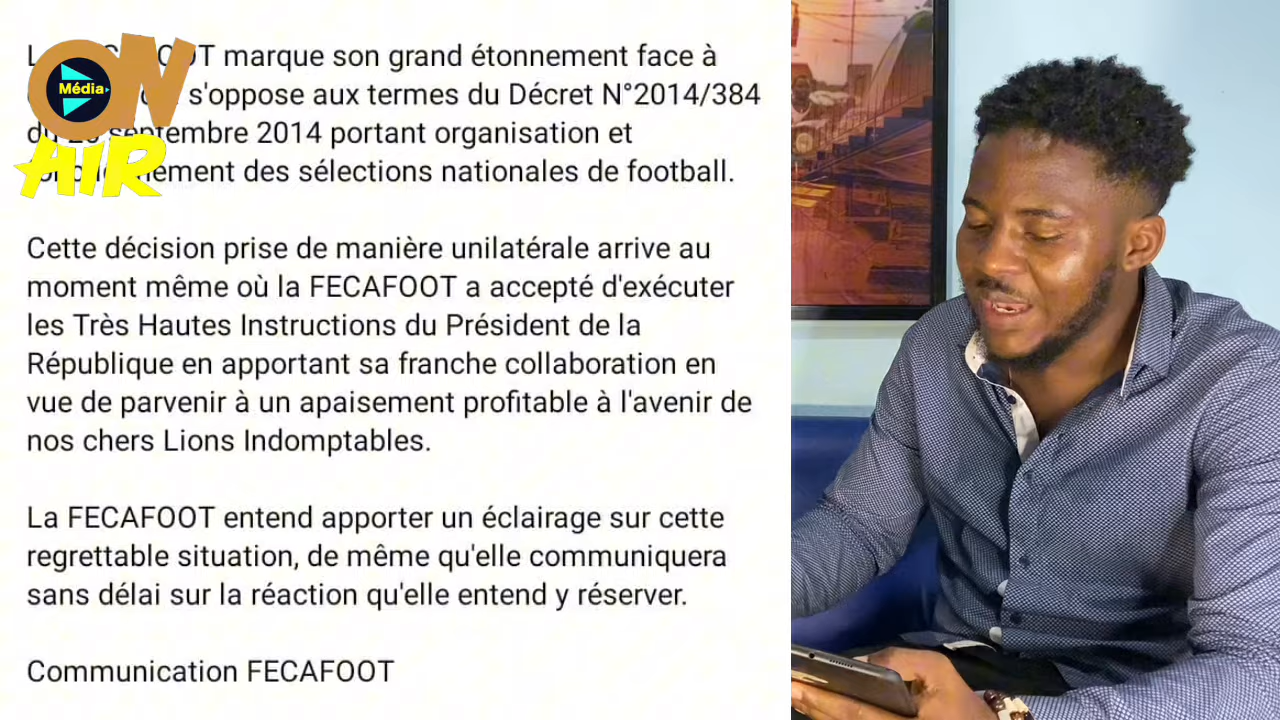 ON
Média
AIR
marque son grand étonnement face à
s'oppose aux termes du Décret N°2014/384
septembre 2014 portant organisation et
des sélections nationales de football.
Cette décision prise de manière unilatérale arrive au
moment même où la FECAFOOT a accepté d'exécuter
les Très Hautes Instructions du Président de la
République en apportant sa franche collaboration en
vue de parvenir à un apaisement profitable à l'avenir de
nos chers Lions Indomptables.
La FECAFOOT entend apporter un éclairage sur cette
regrettable situation, de même qu'elle communiquera
sans délai sur la réaction qu'elle entend y réserver.
Communication FECAFOOT